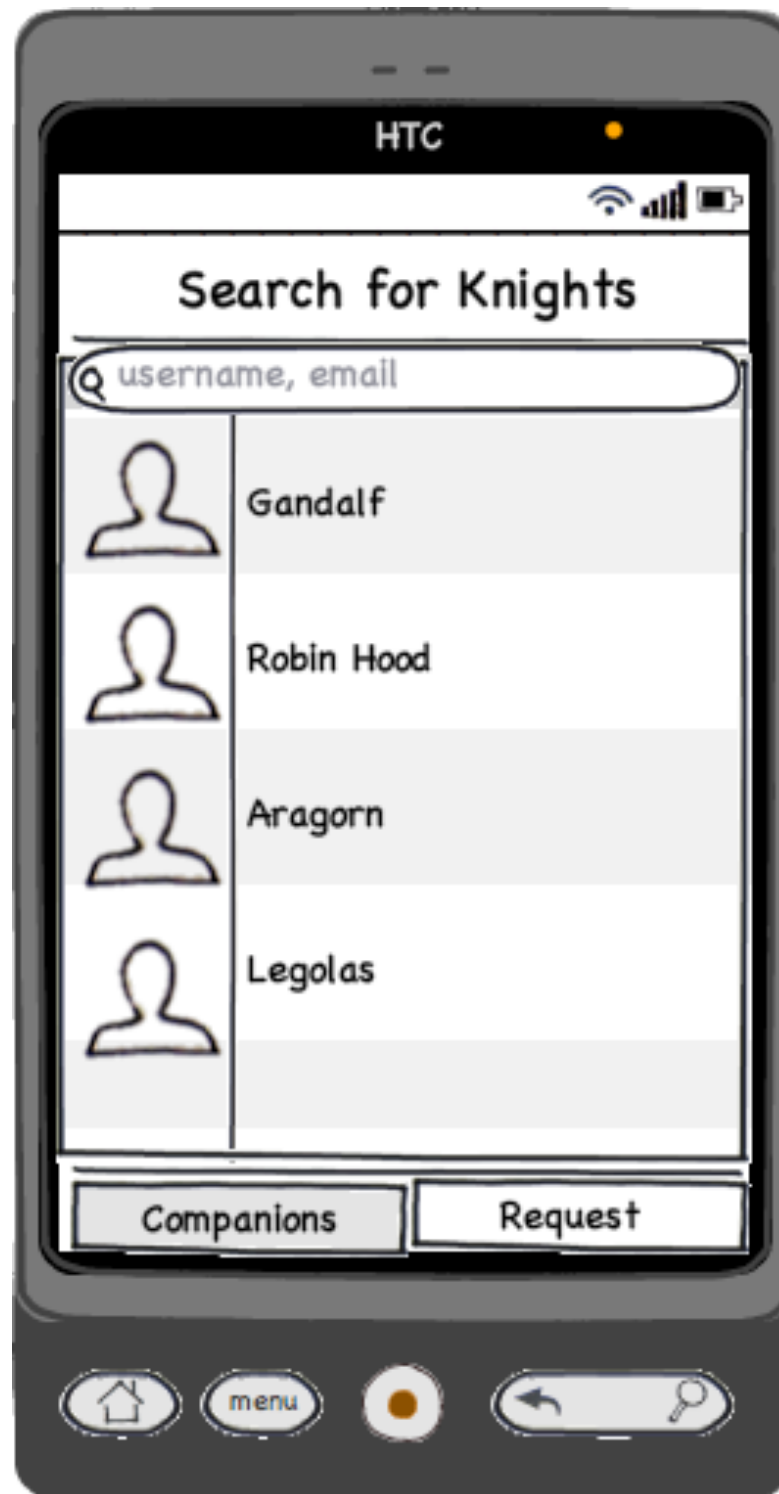 HTC
Search for Knights
username, email
Gandalf
Robin Hood
Aragorn
Legolas
Companions Request
menu